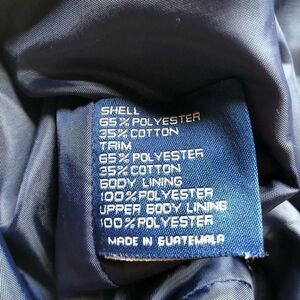 SHELL
65% POLYESTER
35% COTTON
TRIM
65% POLYESTER
35% COTTON
BODY LINING
100% POLYESTER
UPPER BODY LINING
100% POLYESTER
MADE IN GUATEMALA